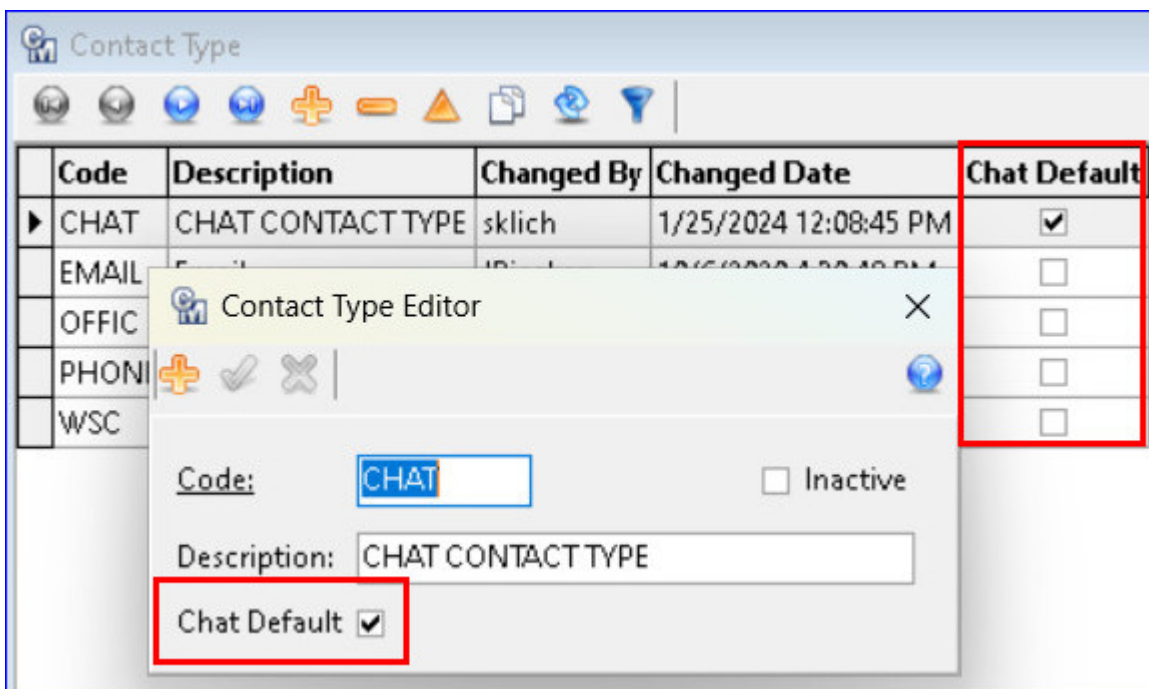 Contact Type
Code Description Changed By Changed Date Chat Default
CHAT CHAT CONTACT TYPE sklich 1/25/2024 12:08:45 PM
EMAIL
OFFIC
PHON
WSC
Contact Type Editor
Code: CHAT Inactive
Description: CHAT CONTACT TYPE
Chat Default